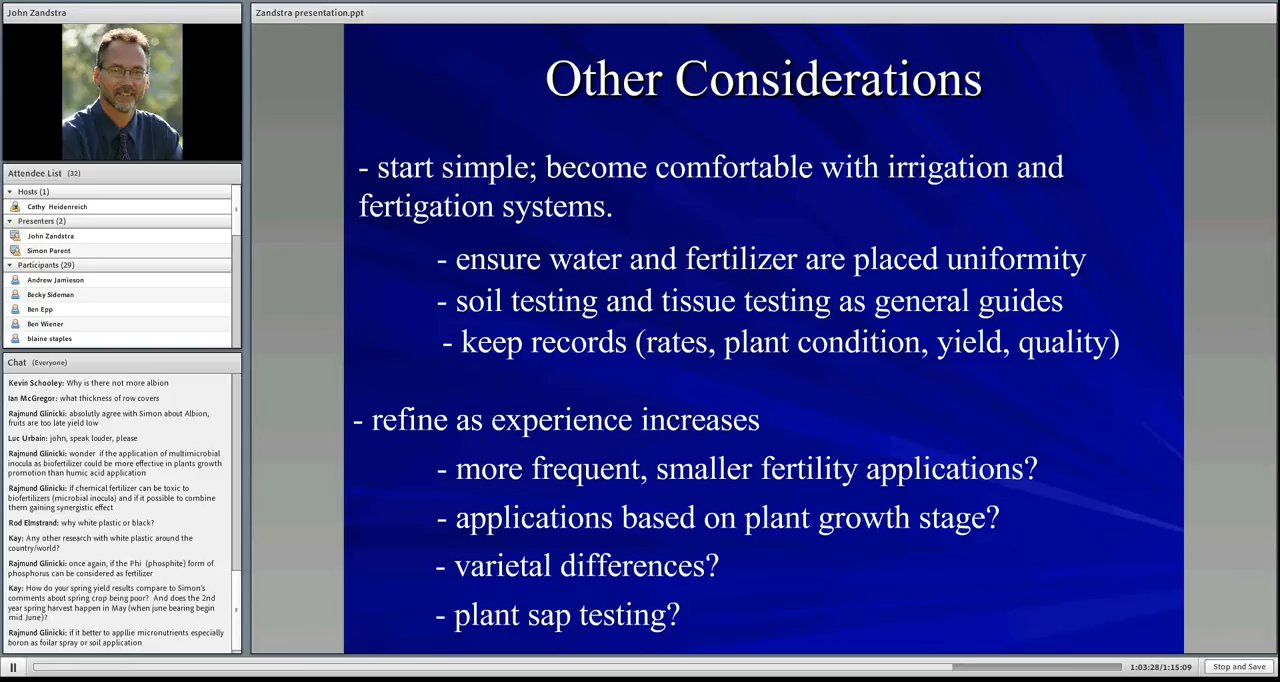 John Zandstra
Attendee List (32)
Hosts (1)
Cathy Heidenreich
Presenters (2)
John Zandstra
Simon Parent
Participants (29)
Andrew Jamieson
Becky Sideman
Ben Epp
Ben Wiener
blaine staples
Chat (Everyone)
Kevin Schooley: Why is there not more albion
Ian McGregor: what thickness of row covers
Rajmund Glinicki: absolutly agree with Simon about Albion,
fruits are too late yield low
Luc Urbain: john, speak louder, please
Rajmund Glinicki: wonder if the application of multimicrobial
inocula as biofertilizer could be more effective in plants growth
promotion than humic acid application
Rajmund Glinicki: if chemical fertilizer can be toxic to
biofertilizers (microbial inocula) and if it possible to combine
them gaining synergistic effect
Rod Elmstrand: why white plastic or black?
Kay: Any other research with white plastic around the
country/world?
Rajmund Glinicki: once again, if the Phi (phosphite) form of
phosphorus can be considered as fertilizer
Kay: How do your spring yield results compare to Simon's
comments about spring crop being poor? And does the 2nd
year spring harvest happen in May (when june bearing begin
mid June)?
Rajmund Glinicki: if it better to appllie micronutrients especially
boron as foilar spray or soil application
Zandstra presentation.ppt
Other Considerations
- start simple; become comfortable with irrigation and
fertigation systems.
- ensure water and fertilizer are placed uniformity
- soil testing and tissue testing as general guides
- keep records (rates, plant condition, yield, quality)
- refine as experience increases
- more frequent, smaller fertility applications?
- applications based on plant growth stage?
- varietal differences?
- plant sap testing?
1:03:28/1:15:09
Stop and Save